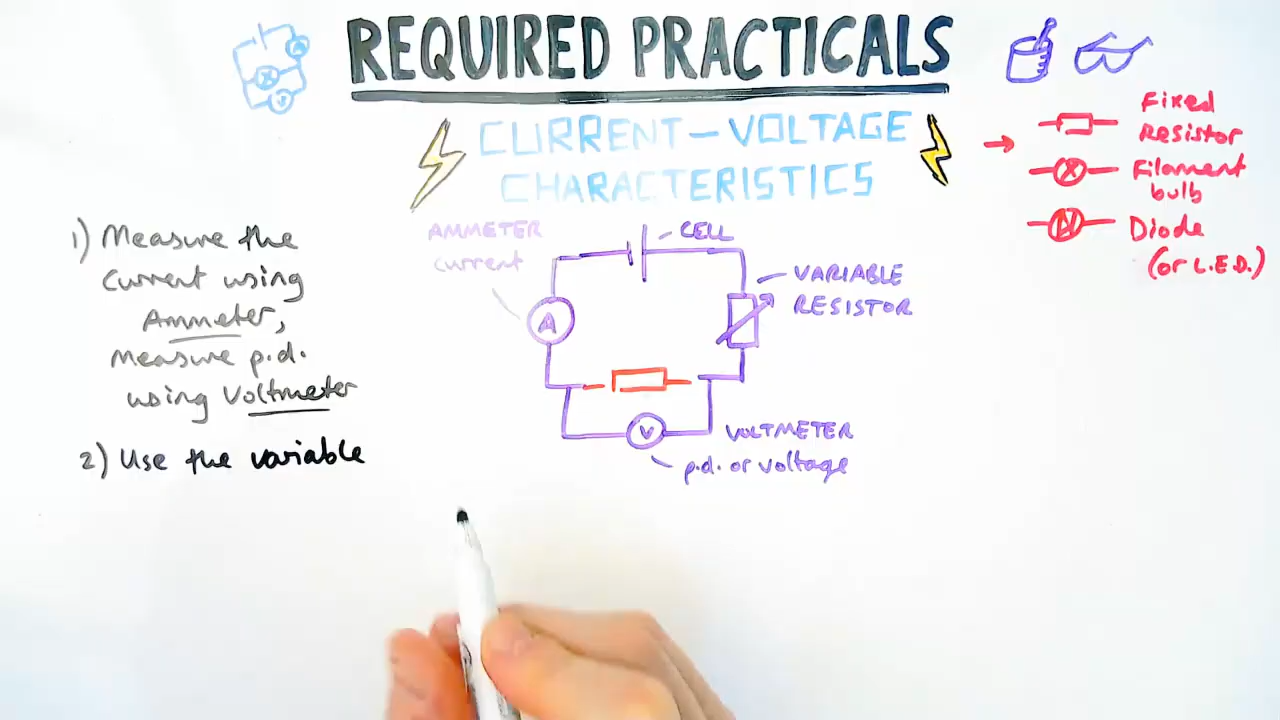 REQUIRED PRACTICALS
CURRENT-VOLTAGE
CHARACTERISTICS
Fixed
Resistor
Filament
bulb
Diode
(or L.E.D.)
1) Measure the
Current using
Ammeter,
Measure p.d.
using Voltmeter
2) Use the variable
AMMETER
current
CELL
VARIABLE
RESISTOR
A
V
VOLTMETER
p.d. or voltage
A
V